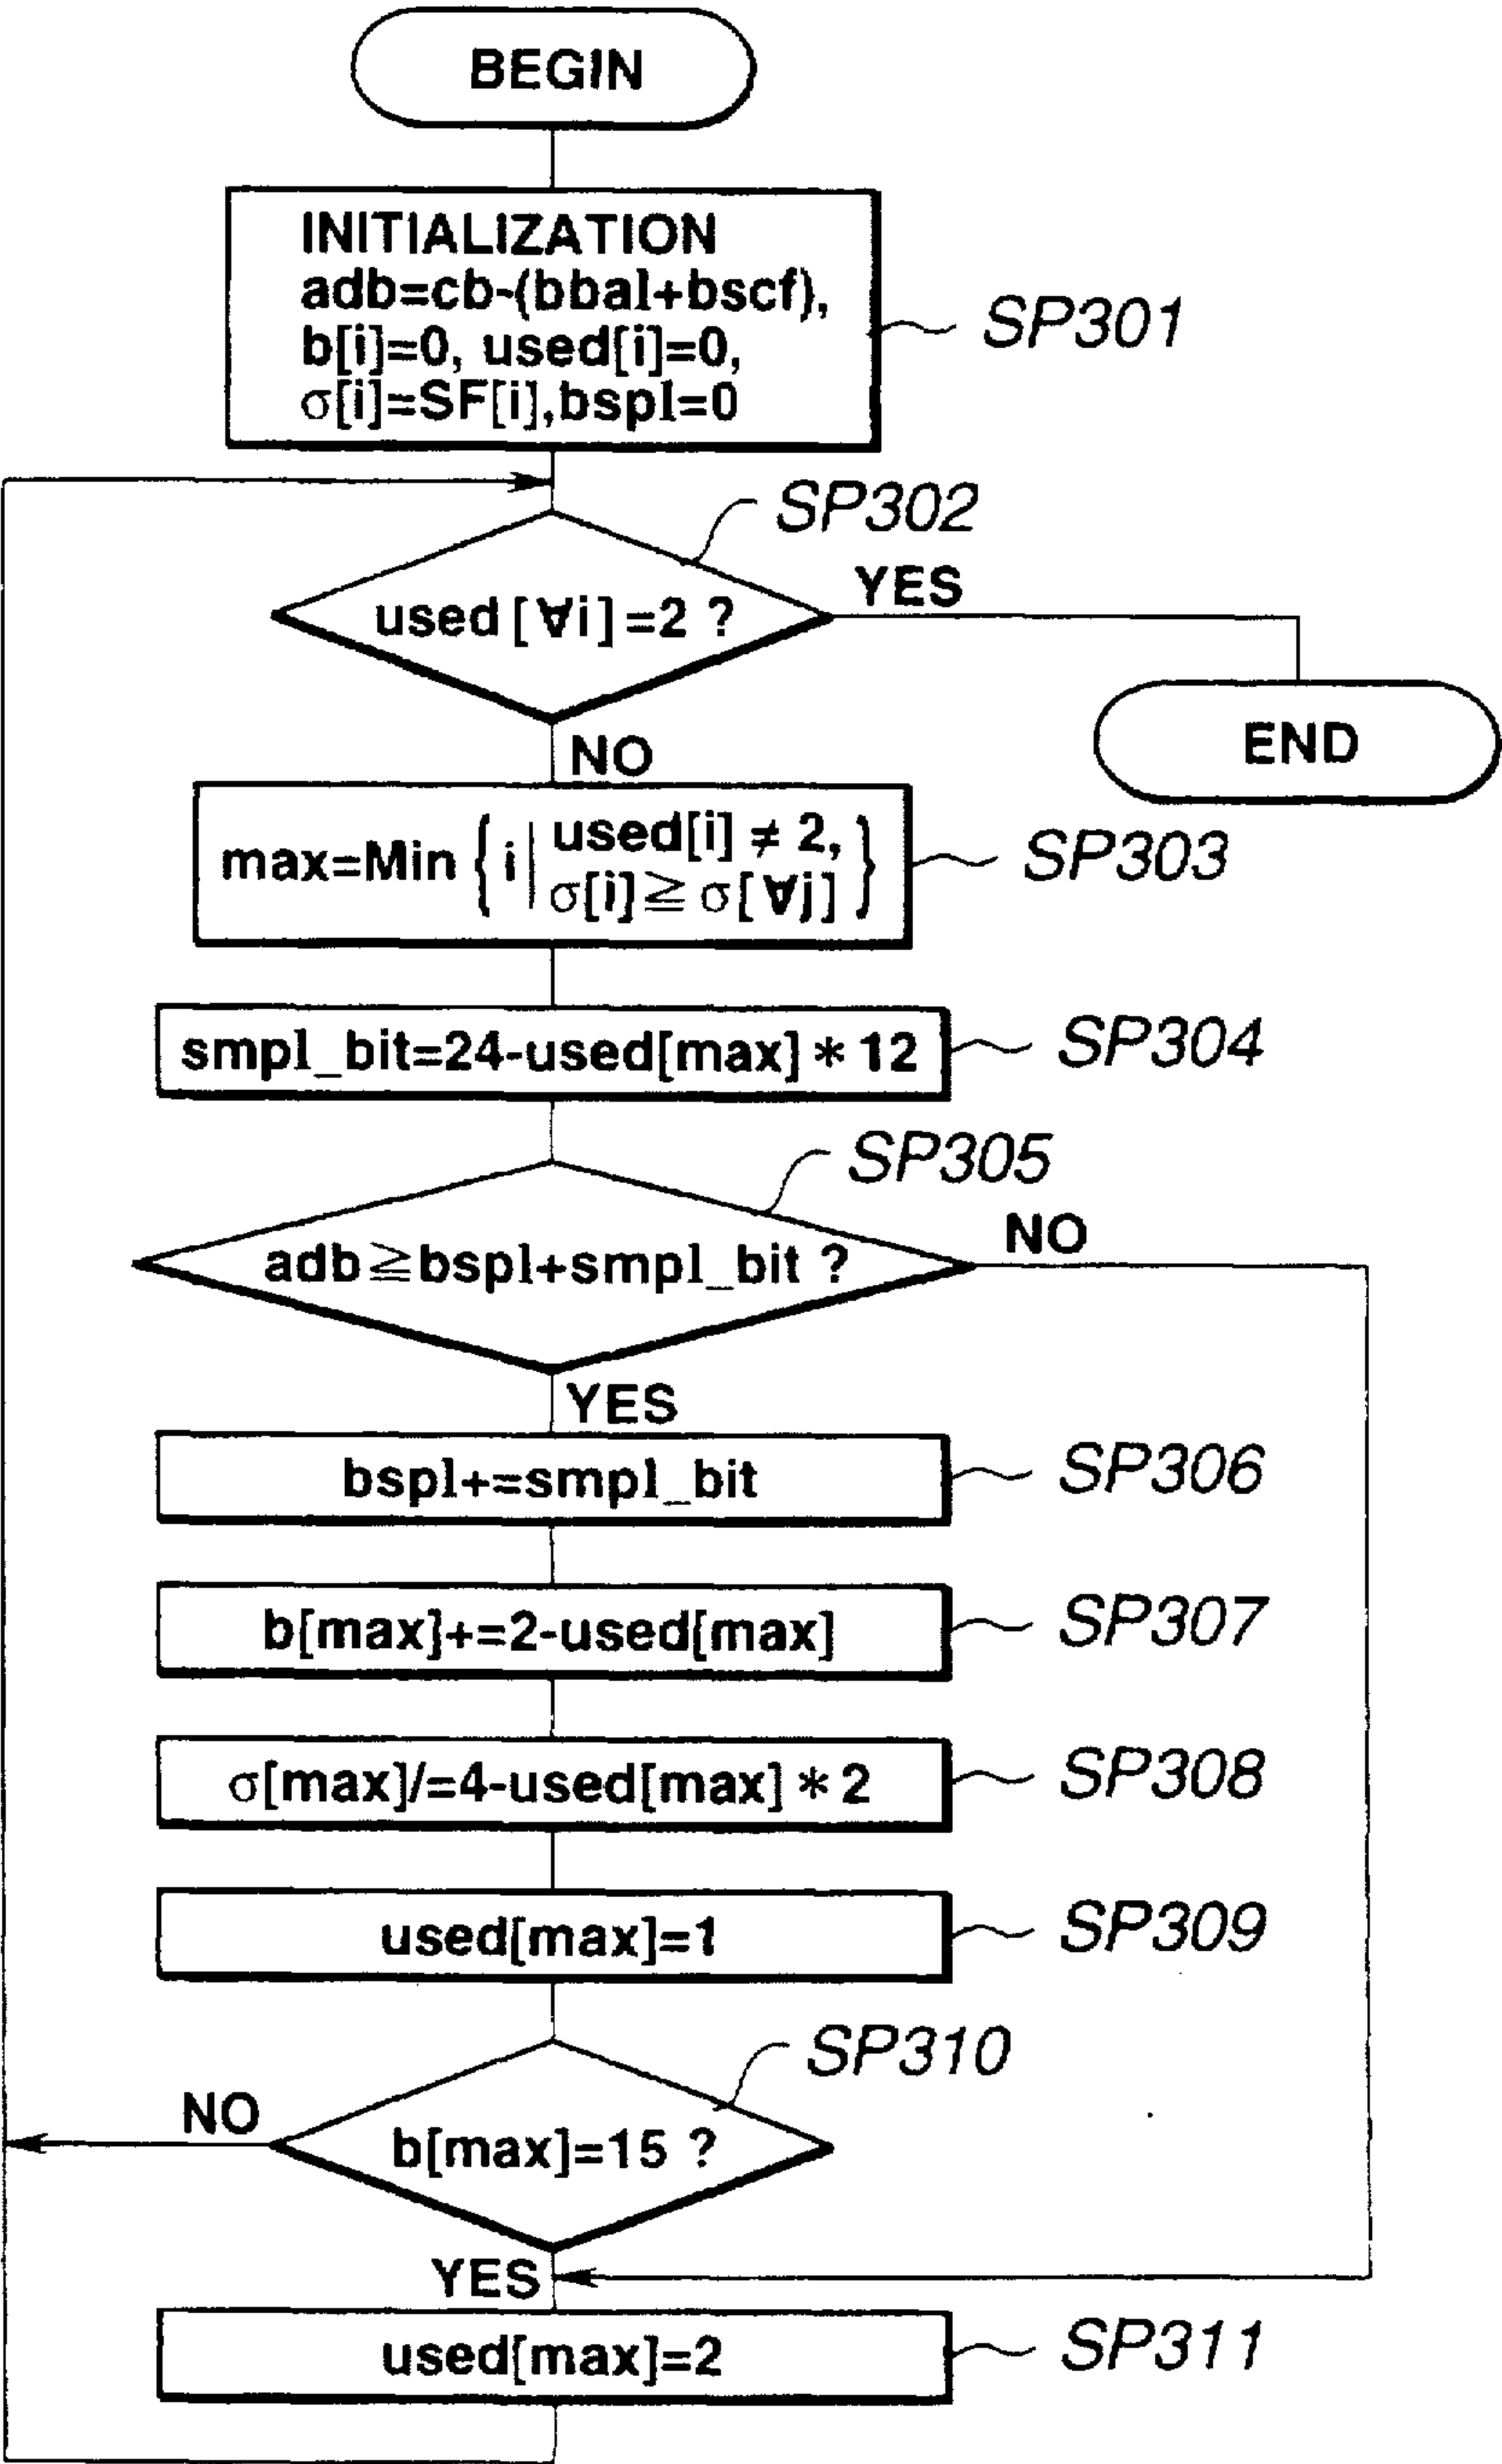 BEGIN
INITIALIZATION
adb=cb-(bbal+bscf),
b[i]=0, used[i]=0,
σ[i]=SF[i],bspl=0
SP301
SP302
used[∀i]=2 ?
YES
END
NO
max=Min { i | used[i] ≠ 2,
σ[i]≧ σ[∀j] }
SP303
smpl_bit=24-used[max] * 12
SP304
SP305
adb≧bspl+smpl_bit ?
NO
YES
bspl+=smpl_bit
SP306
b[max]+=2-used[max]
SP307
σ[max]/=4-used[max] * 2
SP308
used[max]=1
SP309
SP310
NO
b[max]=15 ?
YES
used[max]=2
SP311